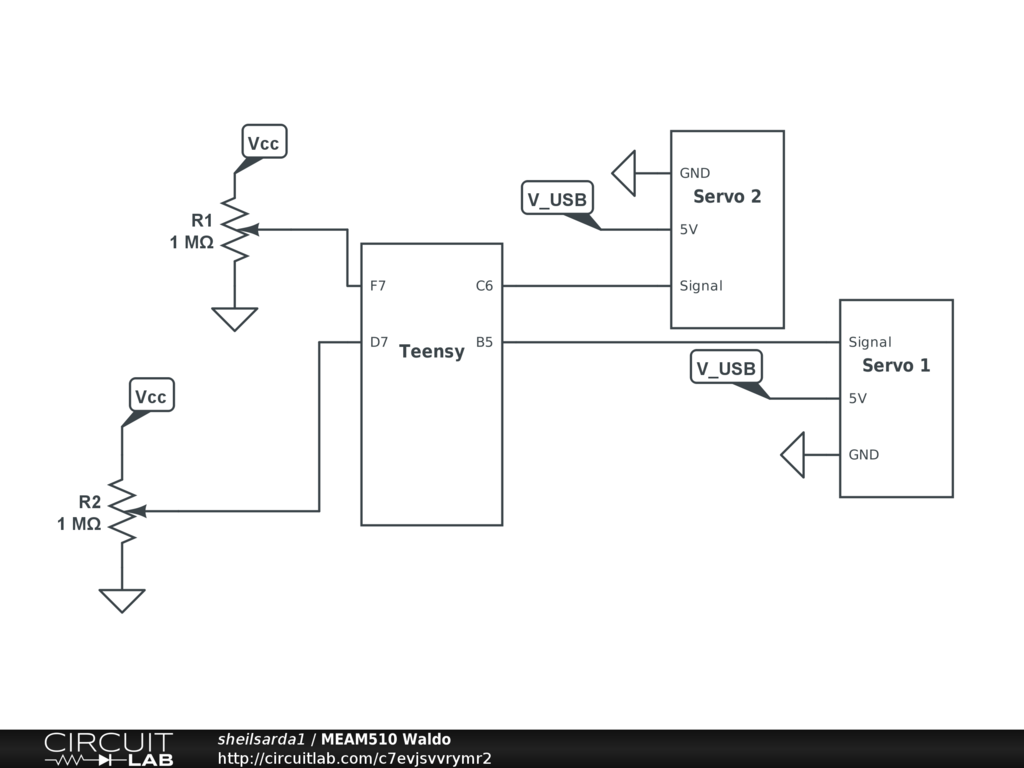 Vcc
R1
1 MΩ
Vcc
R2
1 MΩ
F7
C6
D7
Teensy
B5
GND
Servo 2
V_USB
5V
Signal
Signal
Servo 1
V_USB
5V
GND
CIRCUIT
LAB
sheilsarda1 / MEAM510 Waldo
http://circuitlab.com/c7evjsvvrymr2